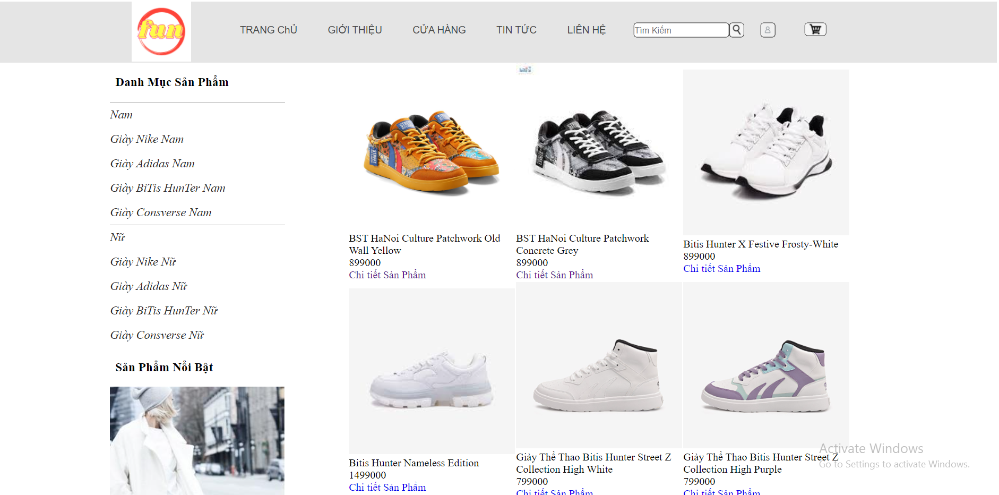 fun
TRANG ChỦ
GIỚI THIỆU
CỬA HÀNG
TIN TỨC
LIÊN HỆ
Tìm Kiếm
Danh Mục Sản Phẩm
Nam
Giày Nike Nam
Giày Adidas Nam
Giày BiTis HunTer Nam
Giày Consverse Nam
Nữ
Giày Nike Nữ
Giày Adidas Nữ
Giày BiTis HunTer Nữ
Giày Consverse Nữ
Sản Phẩm Nổi Bật
BST HaNoi Culture Patchwork Old
Wall Yellow
899000
Chi tiết Sản Phẩm
BST HaNoi Culture Patchwork
Concrete Grey
899000
Chi tiết Sản Phẩm
Bitis Hunter X Festive Frosty-White
899000
Chi tiết Sản Phẩm
Bitis Hunter Nameless Edition
1499000
Chi tiết Sản Phẩm
Giày Thể Thao Bitis Hunter Street Z
Collection High White
799000
Chi tiết Sản Phẩm
Giày Thể Thao Bitis Hunter Street Z
Collection High Purple
799000
Chi tiết Sản Phẩm
Activate Windows
Go to Settings to activate Windows.